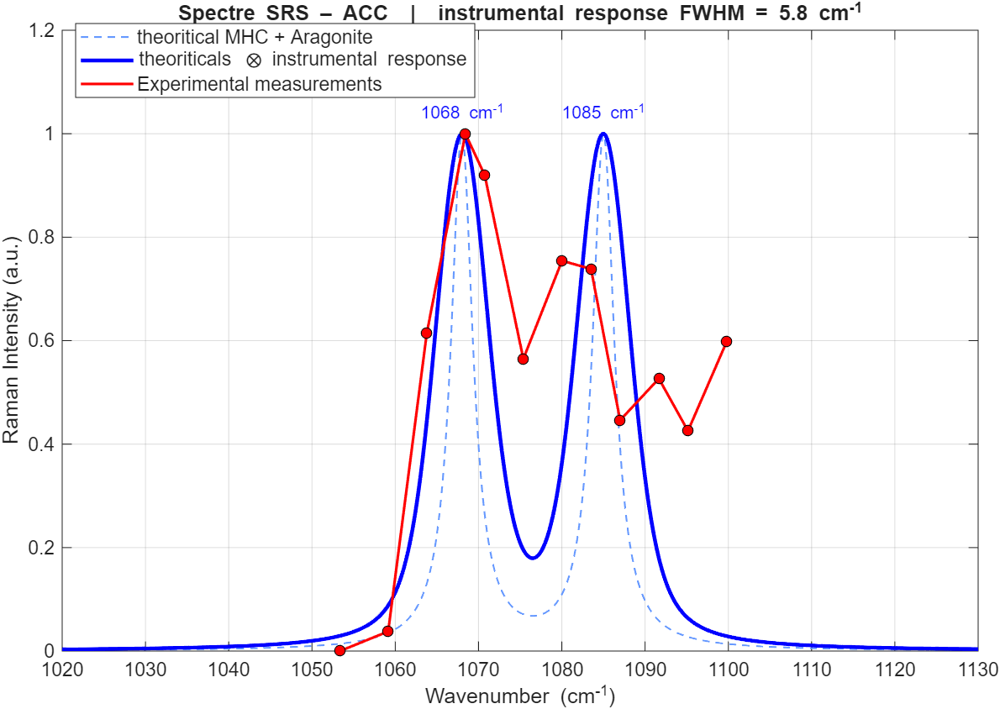 Spectre SRS – ACC | instrumental response FWHM = 5.8 cm-1
theoritical MHC + Aragonite
theoriticals ⊗ instrumental response
Experimental measurements
1068 cm-1 1085 cm-1
1.2
1
0.8
0.6
0.4
0.2
0
Raman Intensity (a.u.)
1020 1030 1040 1050 1060 1070 1080 1090 1100 1110 1120 1130
Wavenumber (cm-1)